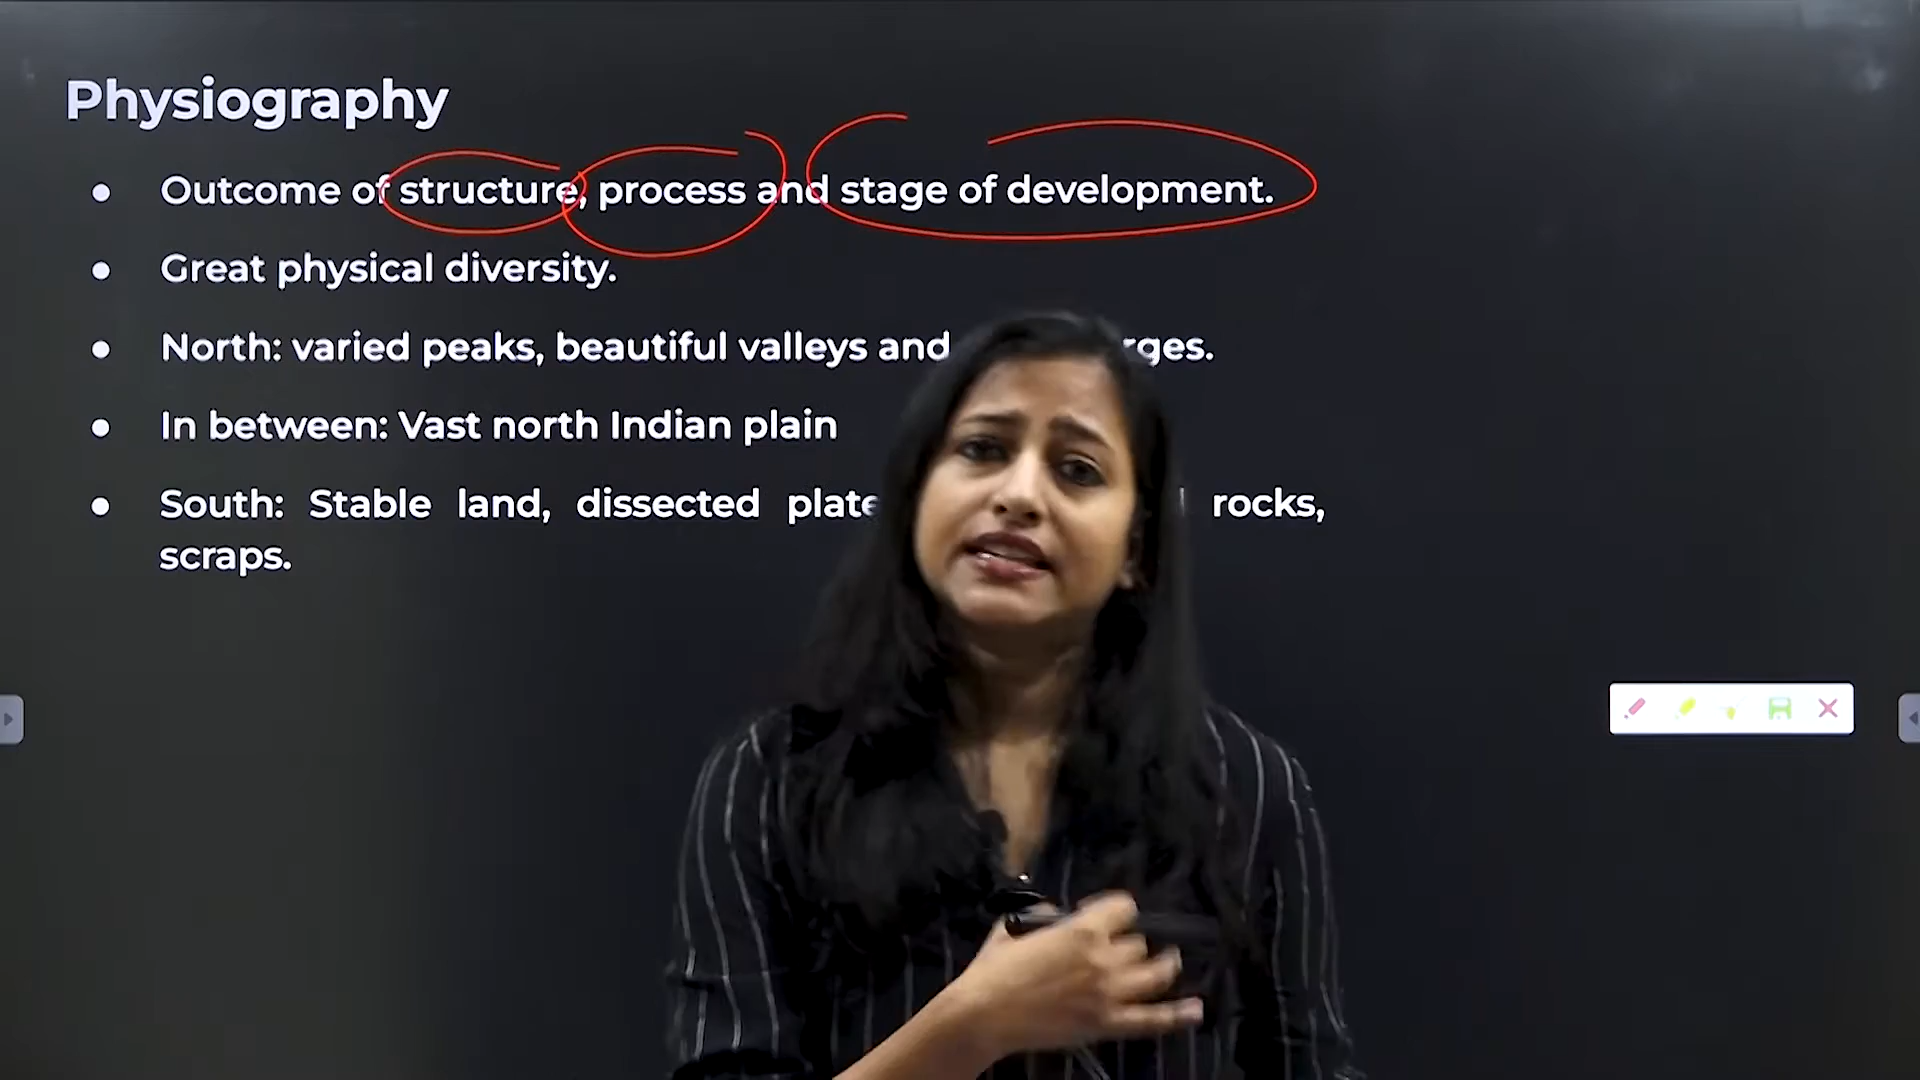 Physiography
• Outcome of structure, process and stage of development.
• Great physical diversity.
• North: varied peaks, beautiful valleys and
• In between: Vast north Indian plain
• South: Stable land, dissected rocks,
scraps.